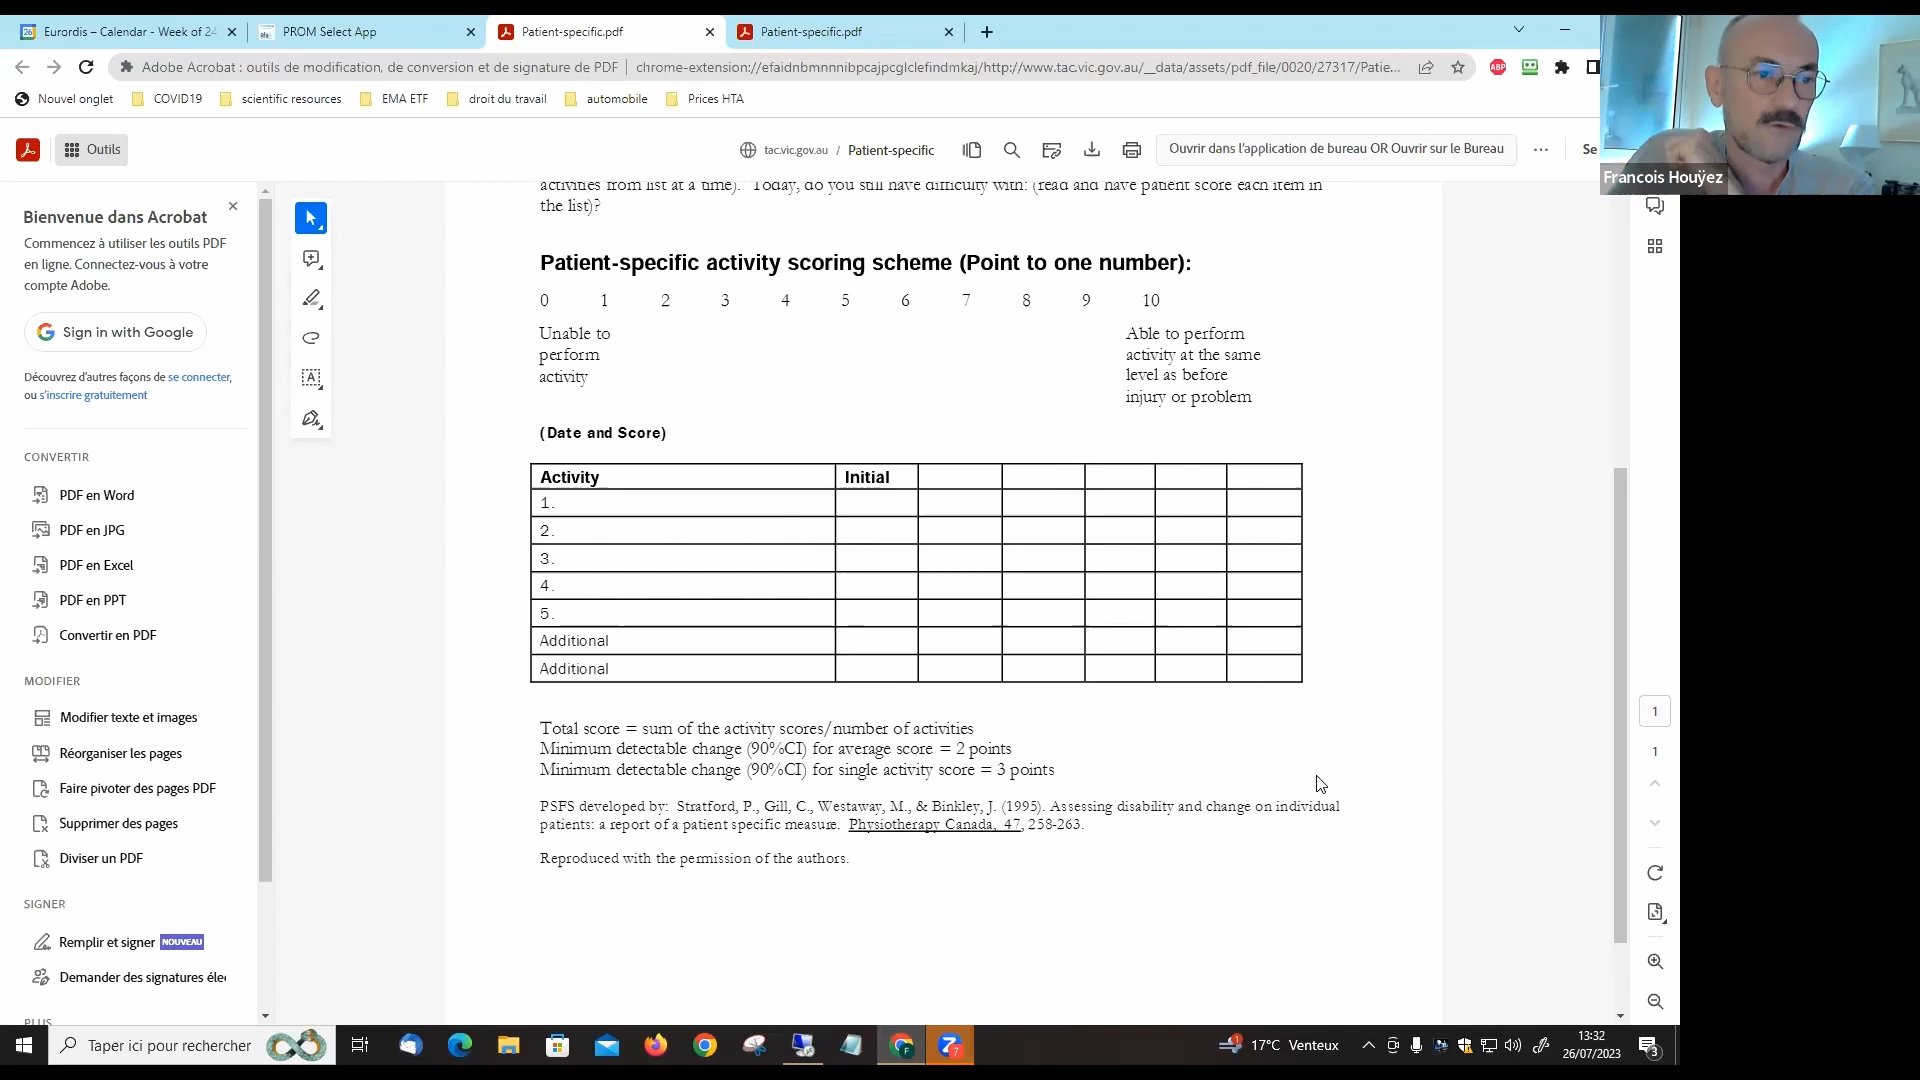 Eurordis – Calendar - Week of 24
PROM Select App
Patient-specific.pdf
Patient-specific.pdf
Adobe Acrobat : outils de modification, de conversion et de signature de PDF | chrome-extension://efaidnbmnnnibpcajpcglclefindmkaj/http://www.tac.vic.gov.au/__data/assets/pdf_file/0020/27317/Patie...
ABP
Nouvel onglet
COVID19
scientific resources
EMA ETF
droit du travail
automobile
Prices HTA
Outils
tac.vic.gov.au / Patient-specific
Ouvrir dans l'application de bureau OR Ouvrir sur le Bureau
Se
Francois Houÿez
Bienvenue dans Acrobat
Commencez à utiliser les outils PDF
en ligne. Connectez-vous à votre
compte Adobe.
Sign in with Google
Découvrez d'autres façons de se connecter,
ou s'inscrire gratuitement
CONVERTIR
PDF en Word
PDF en JPG
PDF en Excel
PDF en PPT
Convertir en PDF
MODIFIER
Modifier texte et images
Réorganiser les pages
Faire pivoter des pages PDF
Supprimer des pages
Diviser un PDF
SIGNER
Remplir et signer NOUVEAU
Demander des signatures élec
PLUS
activities from list at a time). Today, do you still have difficulty with: (read and have patient score each item in
the list)?
Patient-specific activity scoring scheme (Point to one number):
0 1 2 3 4 5 6 7 8 9 10
Unable to
perform
activity
Able to perform
activity at the same
level as before
injury or problem
(Date and Score)
Activity Initial
1.
2.
3.
4.
5.
Additional
Additional
Total score = sum of the activity scores/number of activities
Minimum detectable change (90%CI) for average score = 2 points
Minimum detectable change (90%CI) for single activity score = 3 points
PSFS developed by: Stratford, P., Gill, C., Westaway, M., & Binkley, J. (1995). Assessing disability and change on individual
patients: a report of a patient specific measure. Physiotherapy Canada, 47, 258-263.
Reproduced with the permission of the authors.
1
1
Taper ici pour rechercher
7
17°C Venteux
13:32
26/07/2023
3